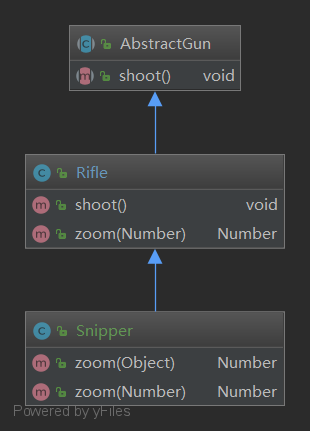 AbstractGun
shoot() void
Rifle
shoot() void
zoom(Number) Number
Snipper
zoom(Object) Number
zoom(Number) Number
Powered by yFiles